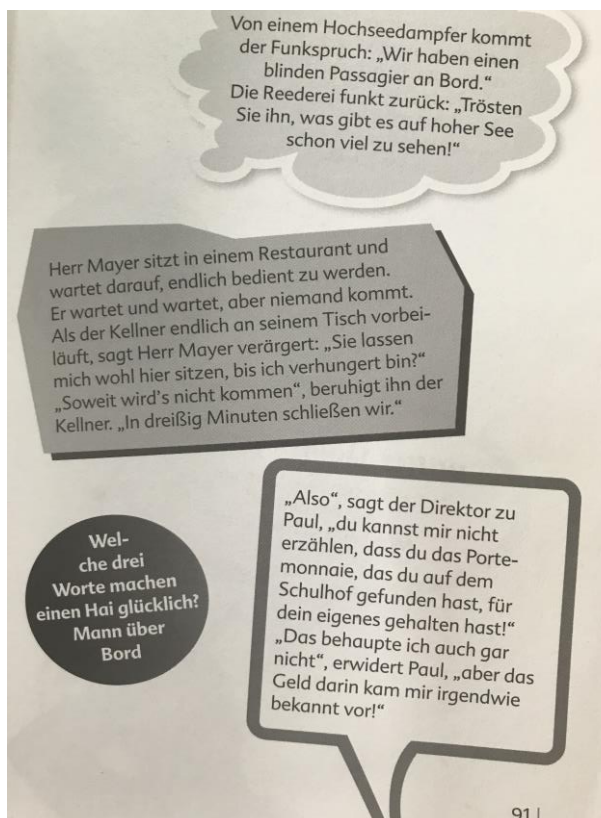 Von einem Hochseedampfer kommt
der Funkspruch: „Wir haben einen
blinden Passagier an Bord.“
Die Reederei funkt zurück: „Trösten
Sie ihn, was gibt es auf hoher See
schon viel zu sehen!“
Herr Mayer sitzt in einem Restaurant und
wartet darauf, endlich bedient zu werden.
Er wartet und wartet, aber niemand kommt.
Als der Kellner endlich an seinem Tisch vorbei-
läuft, sagt Herr Mayer verärgert: „Sie lassen
mich wohl hier sitzen, bis ich verhungert bin?“
„Soweit wird’s nicht kommen“, beruhigt ihn der
Kellner. „In dreißig Minuten schließen wir.“
Wel-
che drei
Worte machen
einen Hai glücklich?
Mann über
Bord
„Also“, sagt der Direktor zu
Paul, „du kannst mir nicht
erzählen, dass du das Porte-
monnaie, das du auf dem
Schulhof gefunden hast, für
dein eigenes gehalten hast!“
„Das behaupte ich auch gar
nicht“, erwidert Paul, „aber das
Geld darin kam mir irgendwie
bekannt vor!“
91 |